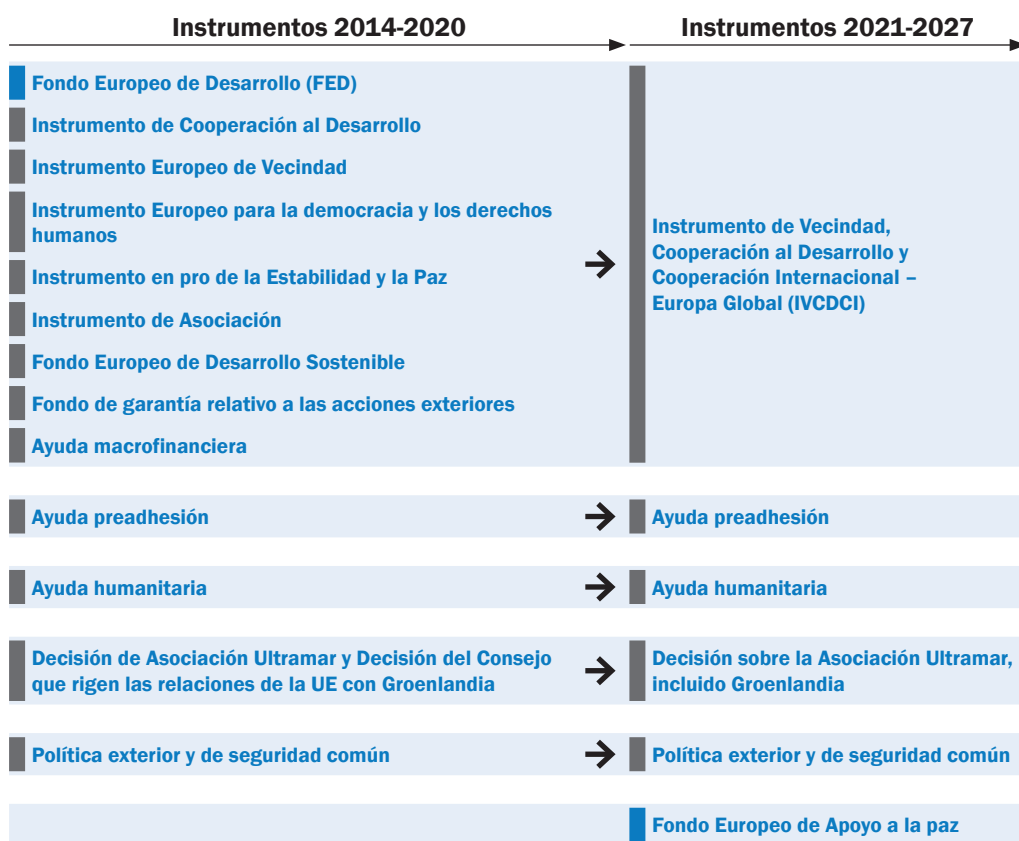 Instrumentos 2014-2020
Instrumentos 2021-2027
Fondo Europeo de Desarrollo (FED)
Instrumento de Cooperación al Desarrollo
Instrumento Europeo de Vecindad
Instrumento Europeo para la democracia y los derechos
humanos
Instrumento en pro de la Estabilidad y la Paz
Instrumento de Asociación
Fondo Europeo de Desarrollo Sostenible
Fondo de garantía relativo a las acciones exteriores
Ayuda macrofinanciera
Instrumento de Vecindad,
Cooperación al Desarrollo y
Cooperación Internacional –
Europa Global (IVCDCI)
Ayuda preadhesión
Ayuda preadhesión
Ayuda humanitaria
Ayuda humanitaria
Decisión de Asociación Ultramar y Decisión del Consejo
que rigen las relaciones de la UE con Groenlandia
Decisión sobre la Asociación Ultramar,
incluido Groenlandia
Política exterior y de seguridad común
Política exterior y de seguridad común
Fondo Europeo de Apoyo a la paz